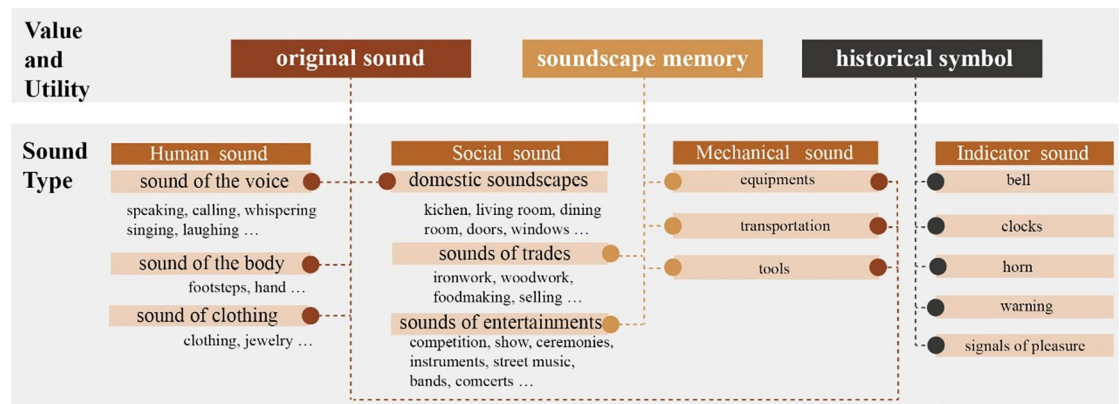 Value
and
Utility
original sound
soundscape memory
historical symbol
Sound
Type
Human sound
sound of the voice
speaking, calling, whispering
singing, laughing ...
sound of the body
footsteps, hand ...
sound of clothing
clothing, jewelry ...
Social sound
domestic soundscapes
kichen, living room, dining
room, doors, windows ...
sounds of trades
ironwork, woodwork,
foodmaking, selling ...
sounds of entertainments
competition, show, ceremonies,
instruments, street music,
bands, comcerts ...
Mechanical sound
equipments
transportation
tools
Indicator sound
bell
clocks
horn
warning
signals of pleasure